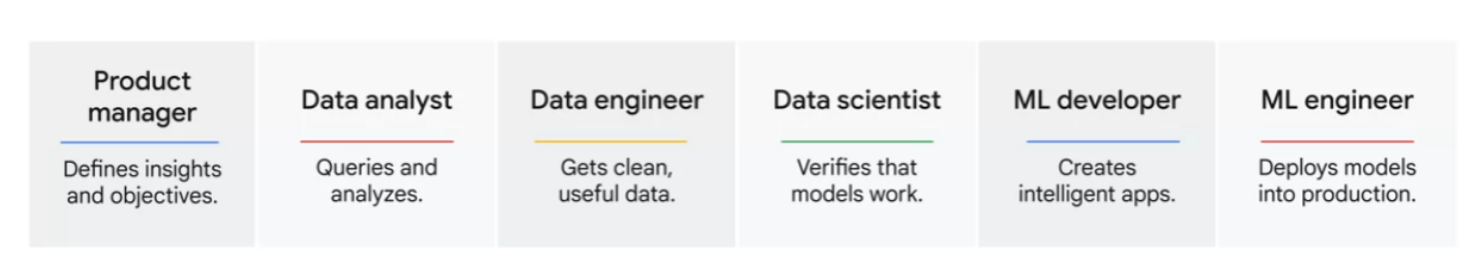 Product
manager
Defines insights
and objectives.
Data analyst
Queries and
analyzes.
Data engineer
Gets clean,
useful data.
Data scientist
Verifies that
models work.
ML developer
Creates
intelligent apps.
ML engineer
Deploys models
into production.